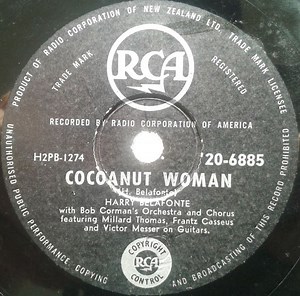 PRODUCT OF RADIO CORPORATION OF NEW ZEALAND LTD. TRADE MARK LICENSEE
UNAUTHORISED PUBLIC PERFORMANCE COPYING AND BROADCASTING OF THIS RECORD PROHIBITED
RCA
TRADE MARK
REGISTERED
RECORDED BY RADIO CORPORATION OF AMERICA
H2PB-1274
20-6885
COCOANUT WOMAN
(H. Belafonte)
HARRY BELAFONTE
with Bob Corman's Orchestra and Chorus
featuring Millard Thomas, Frantz Casseus
and Victor Messer on Guitars.
COPYRIGHT
RCA
CONTROL